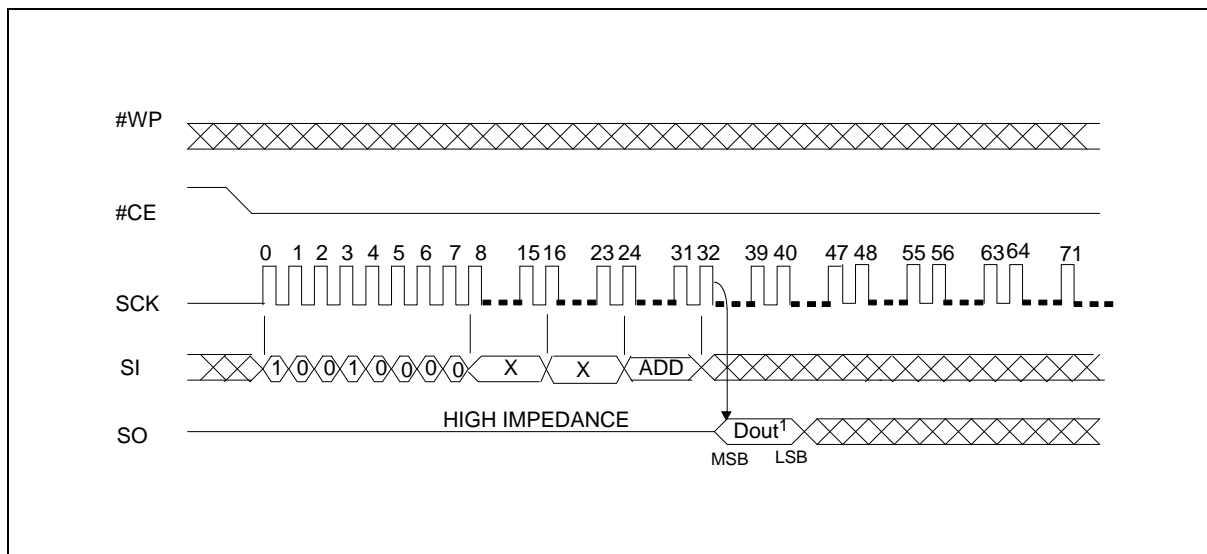 #WP
#CE
0 1 2 3 4 5 6 7 8 15 16 23 24 31 32 39 40 47 48 55 56 63 64 71
SCK
SI 1 0 0 1 0 0 0 0 X X ADD
HIGH IMPEDANCE
SO Dout1
MSB LSB